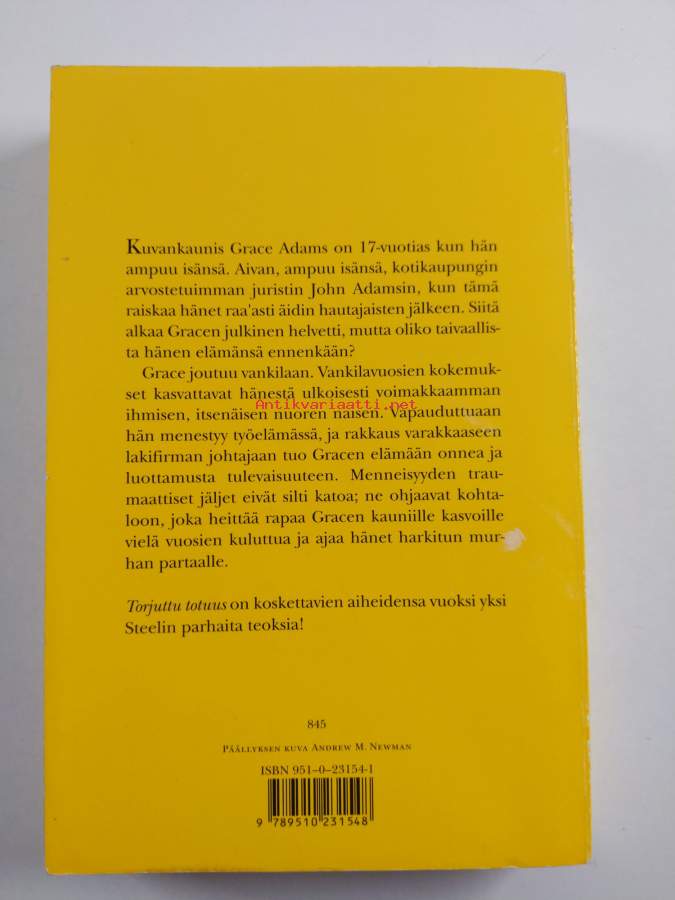 Kuvankaunis Grace Adams on 17-vuotias kun hän
ampuu isänsä. Aivan, ampuu isänsä, kotikaupungin
arvostetuimman juristin John Adamsin, kun tämä
raiskaa hänet raa'asti äidin hautajaisten jälkeen. Siitä
alkaa Gracen julkinen helvetti, mutta oliko taivaallis-
ta hänen elämänsä ennenkään?
Grace joutuu vankilaan. Vankilavuosien kokemuk-
set kasvattavat hänestä ulkoisesti voimakkaamman
Antikvariaatti.net
ihmisen, itsenäisen nuoren naisen. Vapauduttuaan
hän menestyy työelämässä, ja rakkaus varakkaaseen
lakifirman johtajaan tuo Gracen elämään onnea ja
luottamusta tulevaisuuteen. Menneisyyden trau-
maattiset jäljet eivät silti katoa; ne ohjaavat kohta-
loon, joka heittää rapaa Gracen kauniille kasvoille
vielä vuosien kuluttua ja ajaa hänet harkitun mur-
han partaalle.
Torjuttu totuus on koskettavien aiheidensa vuoksi yksi
Steelin parhaita teoksia!
845
Päällyksen kuva Andrew M. Newman
ISBN 951-0-23154-1
9 789510 231548